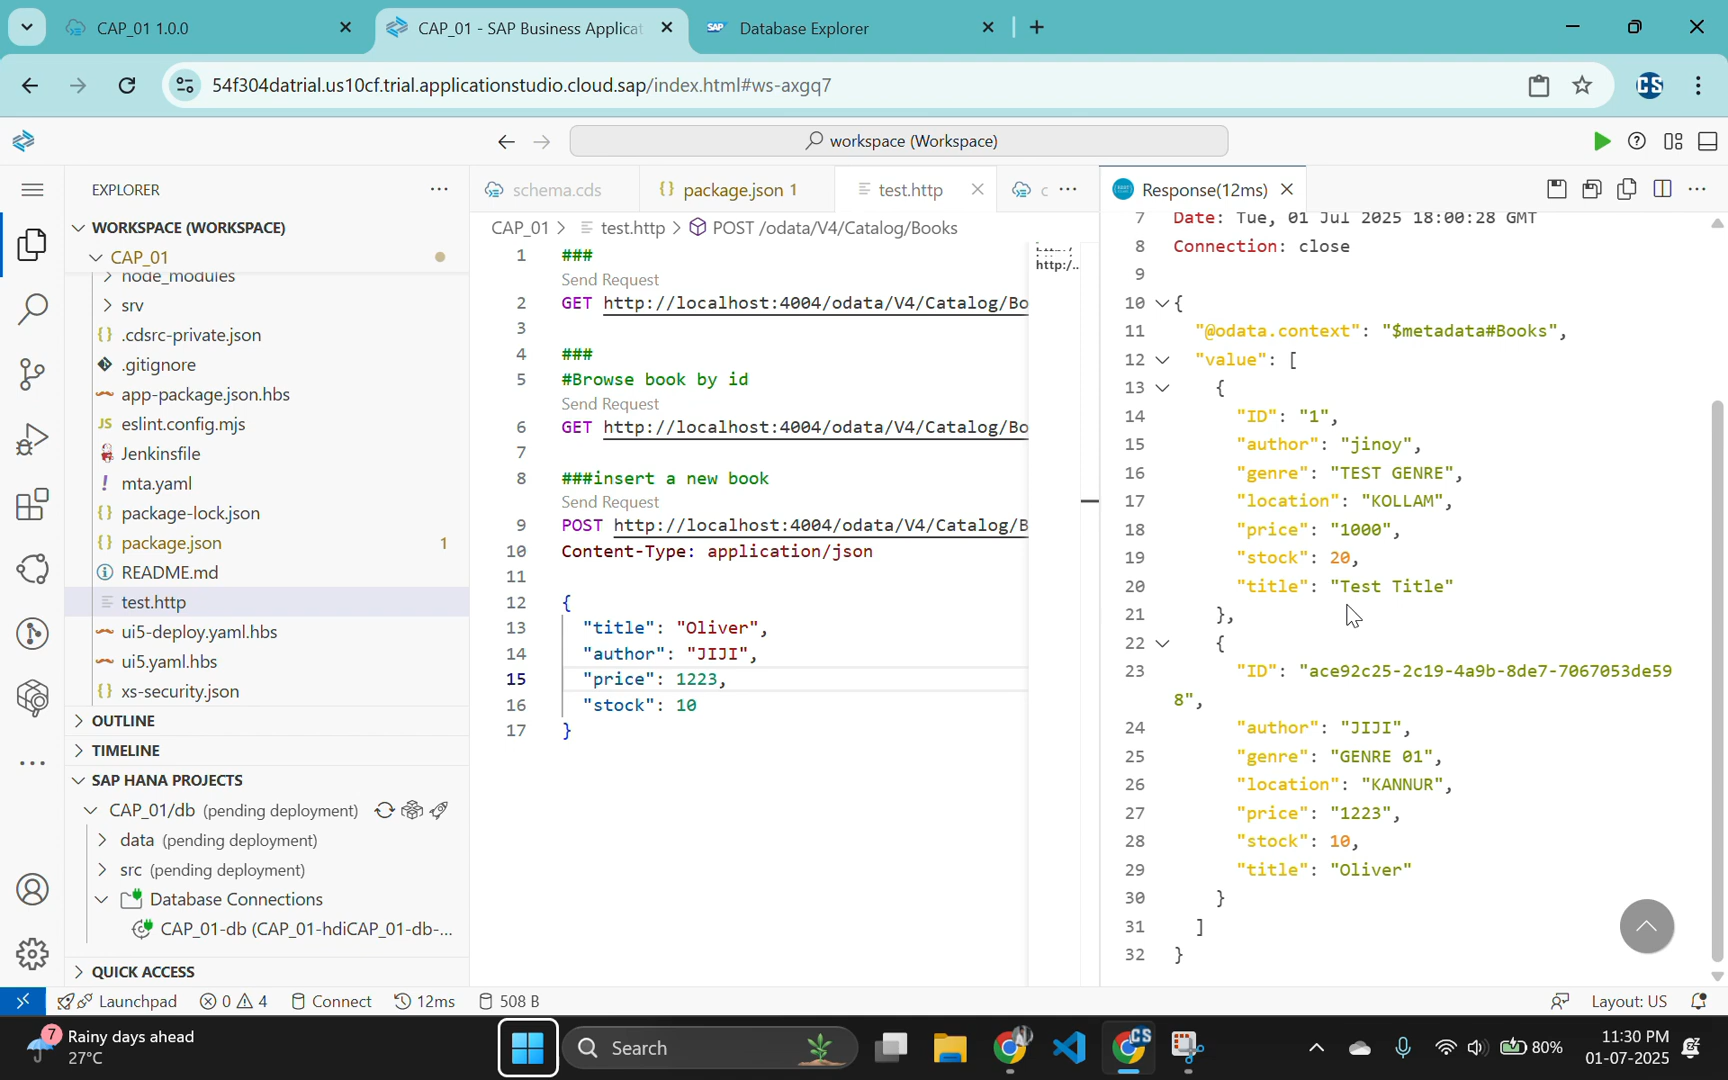 CAP_01 1.0.0
CAP_01 - SAP Business Applicat
SAP Database Explorer
54f304datrial.us10cf.trial.applicationstudio.cloud.sap/index.html#ws-axgq7
CS
workspace (Workspace)
EXPLORER
WORKSPACE (WORKSPACE)
CAP_01
node_modules
srv
.cdsrc-private.json
.gitignore
app-package.json.hbs
JS eslint.config.mjs
Jenkinsfile
! mta.yaml
{} package-lock.json
{} package.json 1
README.md
test.http
ui5-deploy.yaml.hbs
ui5.yaml.hbs
{} xs-security.json
OUTLINE
TIMELINE
SAP HANA PROJECTS
CAP_01/db (pending deployment)
data (pending deployment)
src (pending deployment)
Database Connections
CAP_01-db (CAP_01-hdiCAP_01-db-...
QUICK ACCESS
schema.cds
{} package.json 1
test.http
c
CAP_01 > test.http > POST /odata/V4/Catalog/Books
1 ###
Send Request
2 GET http://localhost:4004/odata/V4/Catalog/Bo
3
4 ###
5 #Browse book by id
Send Request
6 GET http://localhost:4004/odata/V4/Catalog/Bo
7
8 ###insert a new book
Send Request
9 POST http://localhost:4004/odata/V4/Catalog/B
10 Content-Type: application/json
11
12 {
13 "title": "Oliver",
14 "author": "JIJI",
15 "price": 1223,
16 "stock": 10
17 }
http:/..
Response(12ms)
7 Date: Tue, 01 Jul 2025 18:00:28 GMT
8 Connection: close
9
10 {
11 "@odata.context": "$metadata#Books",
12 "value": [
13 {
14 "ID": "1",
15 "author": "jinoy",
16 "genre": "TEST GENRE",
17 "location": "KOLLAM",
18 "price": "1000",
19 "stock": 20,
20 "title": "Test Title"
21 },
22 {
23 "ID": "ace92c25-2c19-4a9b-8de7-7067053de59
8",
24 "author": "JIJI",
25 "genre": "GENRE 01",
26 "location": "KANNUR",
27 "price": "1223",
28 "stock": 10,
29 "title": "Oliver"
30 }
31 ]
32 }
Launchpad 0 4 Connect 12ms 508 B Layout: US
7 Rainy days ahead
27°C
Search
CS
80%
11:30 PM
01-07-2025